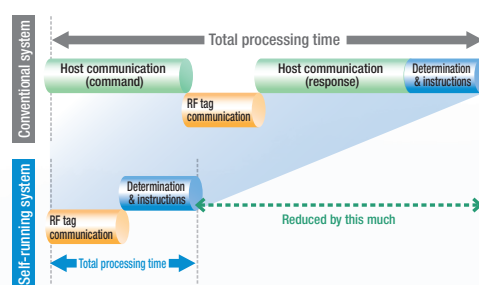 Conventional system
Total processing time
Host communication
(command)
Host communication
(response)
Determination
& instructions
RF tag
communication
Self-running system
Determination
& instructions
RF tag
communication
Reduced by this much
Total processing time